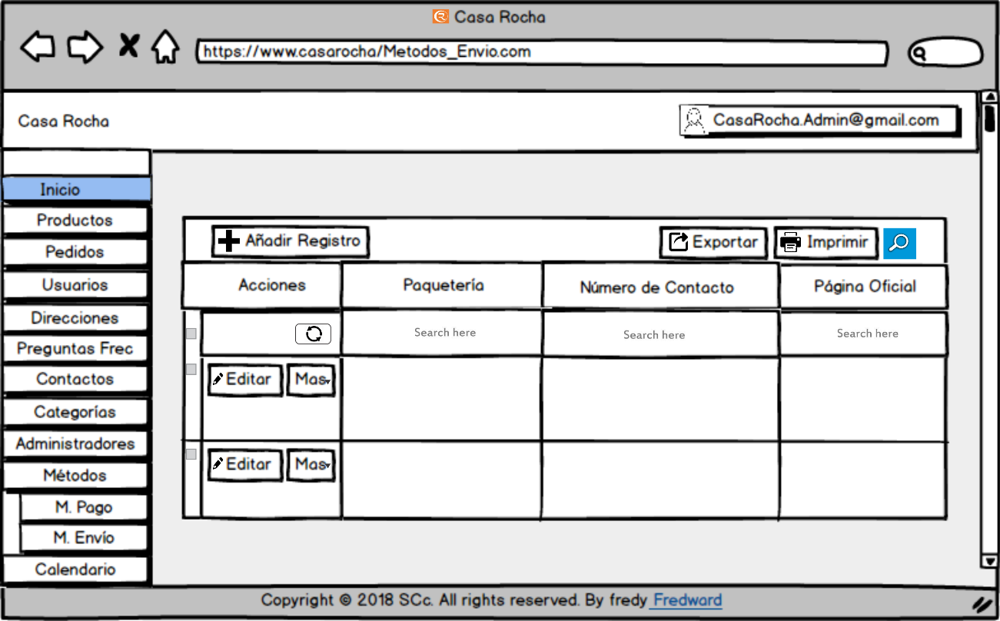 Casa Rocha
https://www.casarocha/Metodos_Envio.com
Casa Rocha
CasaRocha.Admin@gmail.com
Inicio
Productos
Pedidos
Usuarios
Direcciones
Preguntas Frec
Contactos
Categorías
Administradores
Métodos
M. Pago
M. Envío
Calendario
Añadir Registro
Exportar
Imprimir
Acciones
Paquetería
Número de Contacto
Página Oficial
Search here
Search here
Search here
Editar
Mas
Editar
Mas
Copyright © 2018 SCc. All rights reserved. By fredy Fredward